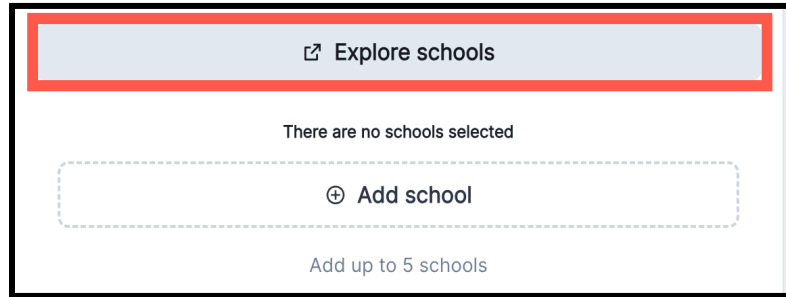 Explore schools
There are no schools selected
Add school
Add up to 5 schools